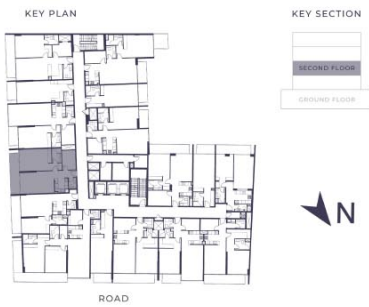 KEY PLAN
KEY SECTION
SECOND FLOOR
GROUND FLOOR
N
ROAD